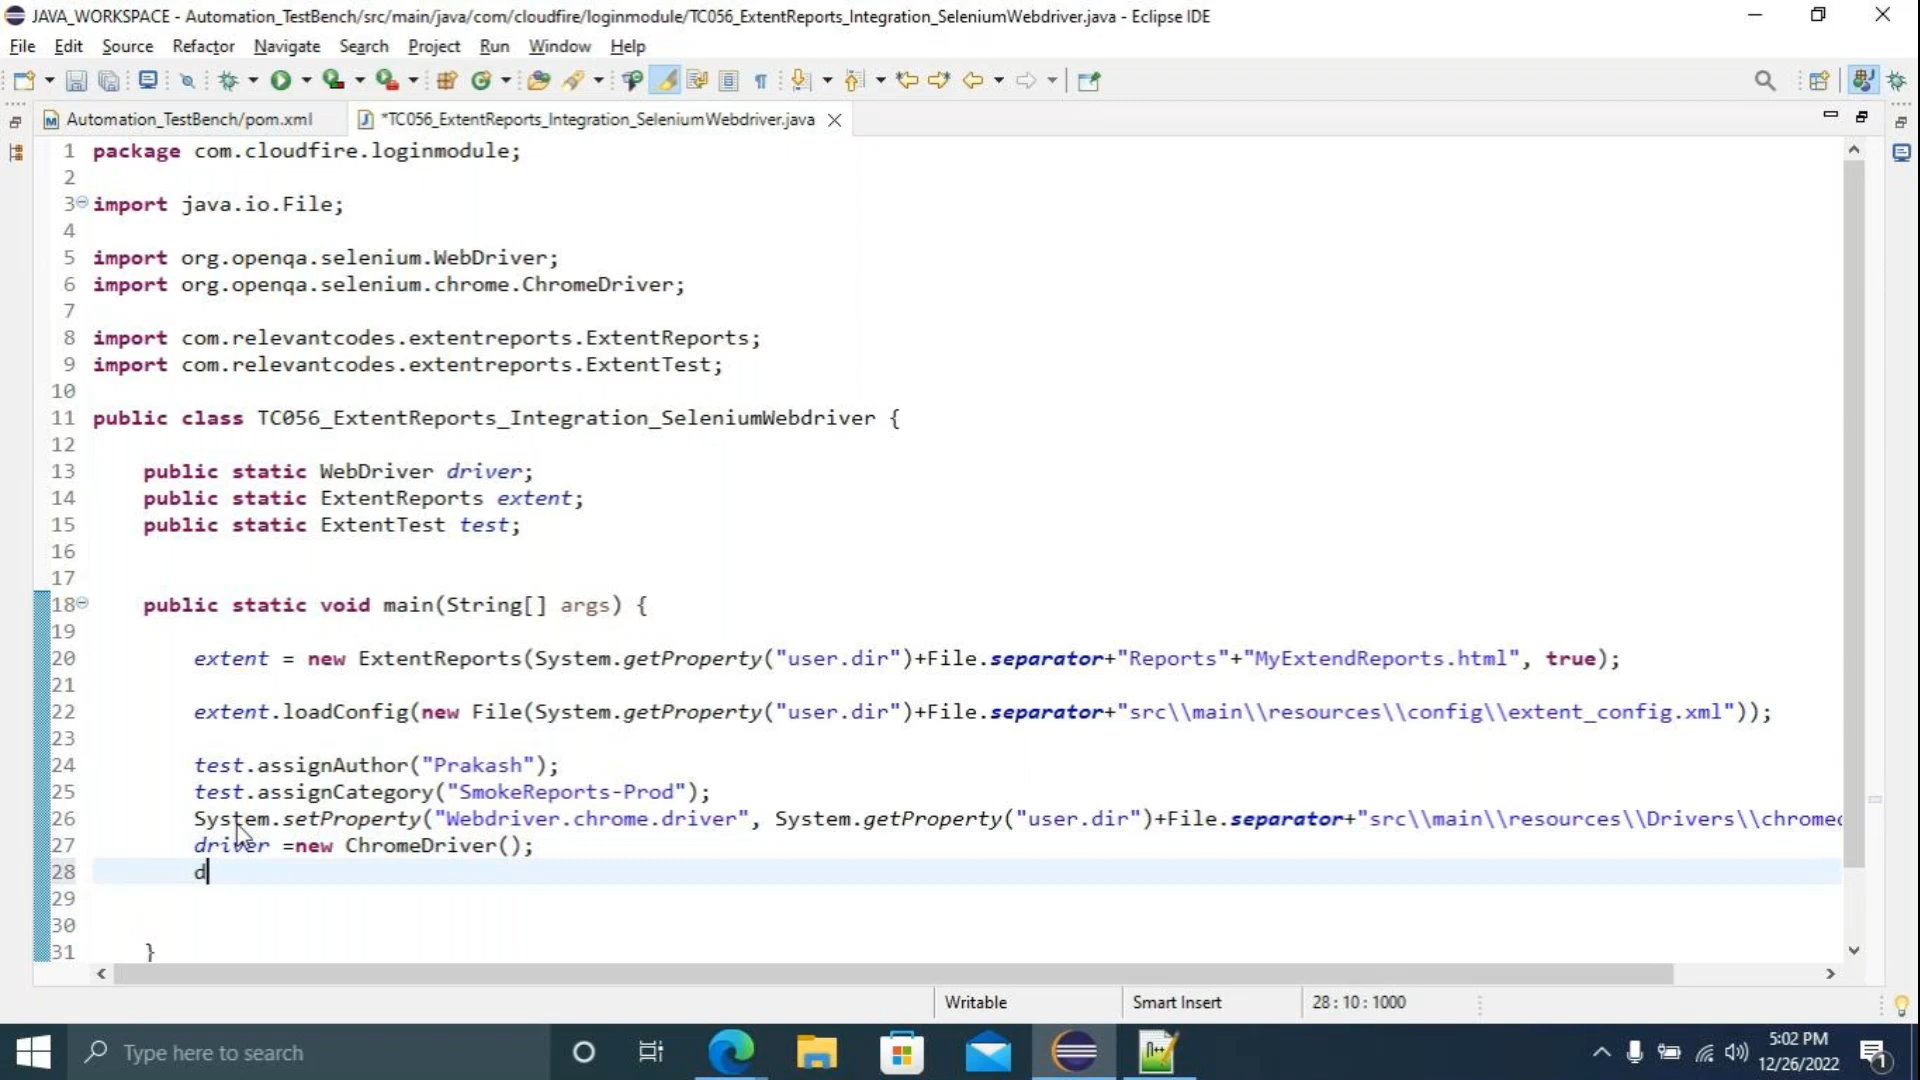 JAVA_WORKSPACE - Automation_TestBench/src/main/java/com/cloudfire/loginmodule/TC056_ExtentReports_Integration_SeleniumWebdriver.java - Eclipse IDE
File Edit Source Refactor Navigate Search Project Run Window Help
Automation_TestBench/pom.xml *TC056_ExtentReports_Integration_SeleniumWebdriver.java
1 package com.cloudfire.loginmodule;
2
3 import java.io.File;
4
5 import org.openqa.selenium.WebDriver;
6 import org.openqa.selenium.chrome.ChromeDriver;
7
8 import com.relevantcodes.extentreports.ExtentReports;
9 import com.relevantcodes.extentreports.ExtentTest;
10
11 public class TC056_ExtentReports_Integration_SeleniumWebdriver {
12
13 public static WebDriver driver;
14 public static ExtentReports extent;
15 public static ExtentTest test;
16
17
18 public static void main(String[] args) {
19
20 extent = new ExtentReports(System.getProperty("user.dir")+File.separator+"Reports"+"MyExtendReports.html", true);
21
22 extent.loadConfig(new File(System.getProperty("user.dir")+File.separator+"src\\main\\resources\\config\\extent_config.xml"));
23
24 test.assignAuthor("Prakash");
25 test.assignCategory("SmokeReports-Prod");
26 System.setProperty("Webdriver.chrome.driver", System.getProperty("user.dir")+File.separator+"src\\main\\resources\\Drivers\\chromed
27 driver =new ChromeDriver();
28 d
29
30
31 }
Writable Smart Insert 28 : 10 : 1000
Type here to search
5:02 PM
12/26/2022
1